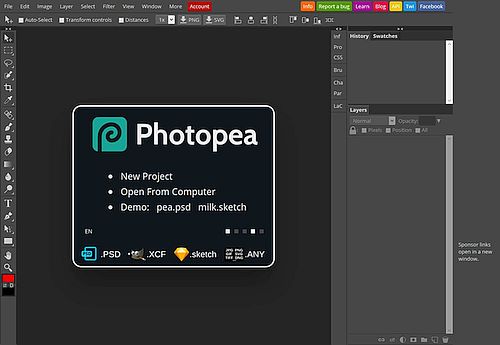 File Edit Image Layer Select Filter View Window More Account
Info Report a bug Learn Blog API Twi Facebook
Auto-Select Transform controls Distances 1x PNG SVG
Inf
Pro
CSS
Bru
Cha
Par
LaC
History Swatches
Layers
Normal Opacity:
Pixels Position All
Photopea
New Project
Open From Computer
Demo: pea.psd milk.sketch
EN
.PSD .XCF .sketch .ANY
Sponsor links
open in a new
window.